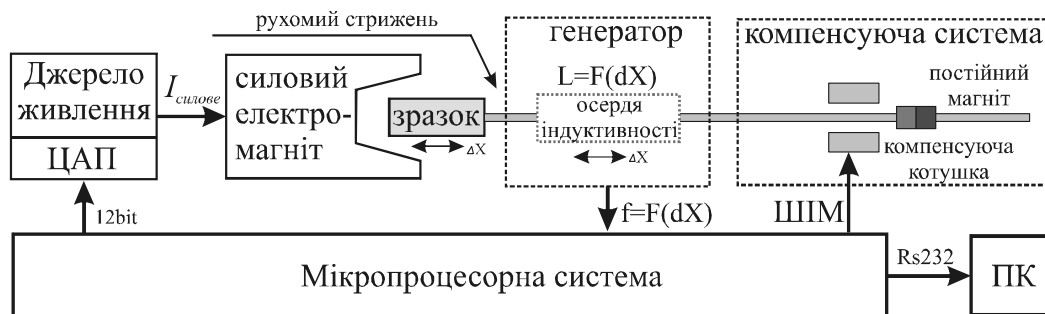 рухомий стрижень
генератор
компенсуюча система
Джерело
живлення
I силове
силовий
електро-
магніт
L=F(dX)
постійний
магніт
зразок
осердя
індуктивності
ΔX
ΔX
ЦАП
компенсуюча
котушка
12bit
f=F(dX)
ШІМ
Мікропроцесорна система
Rs232
ПК